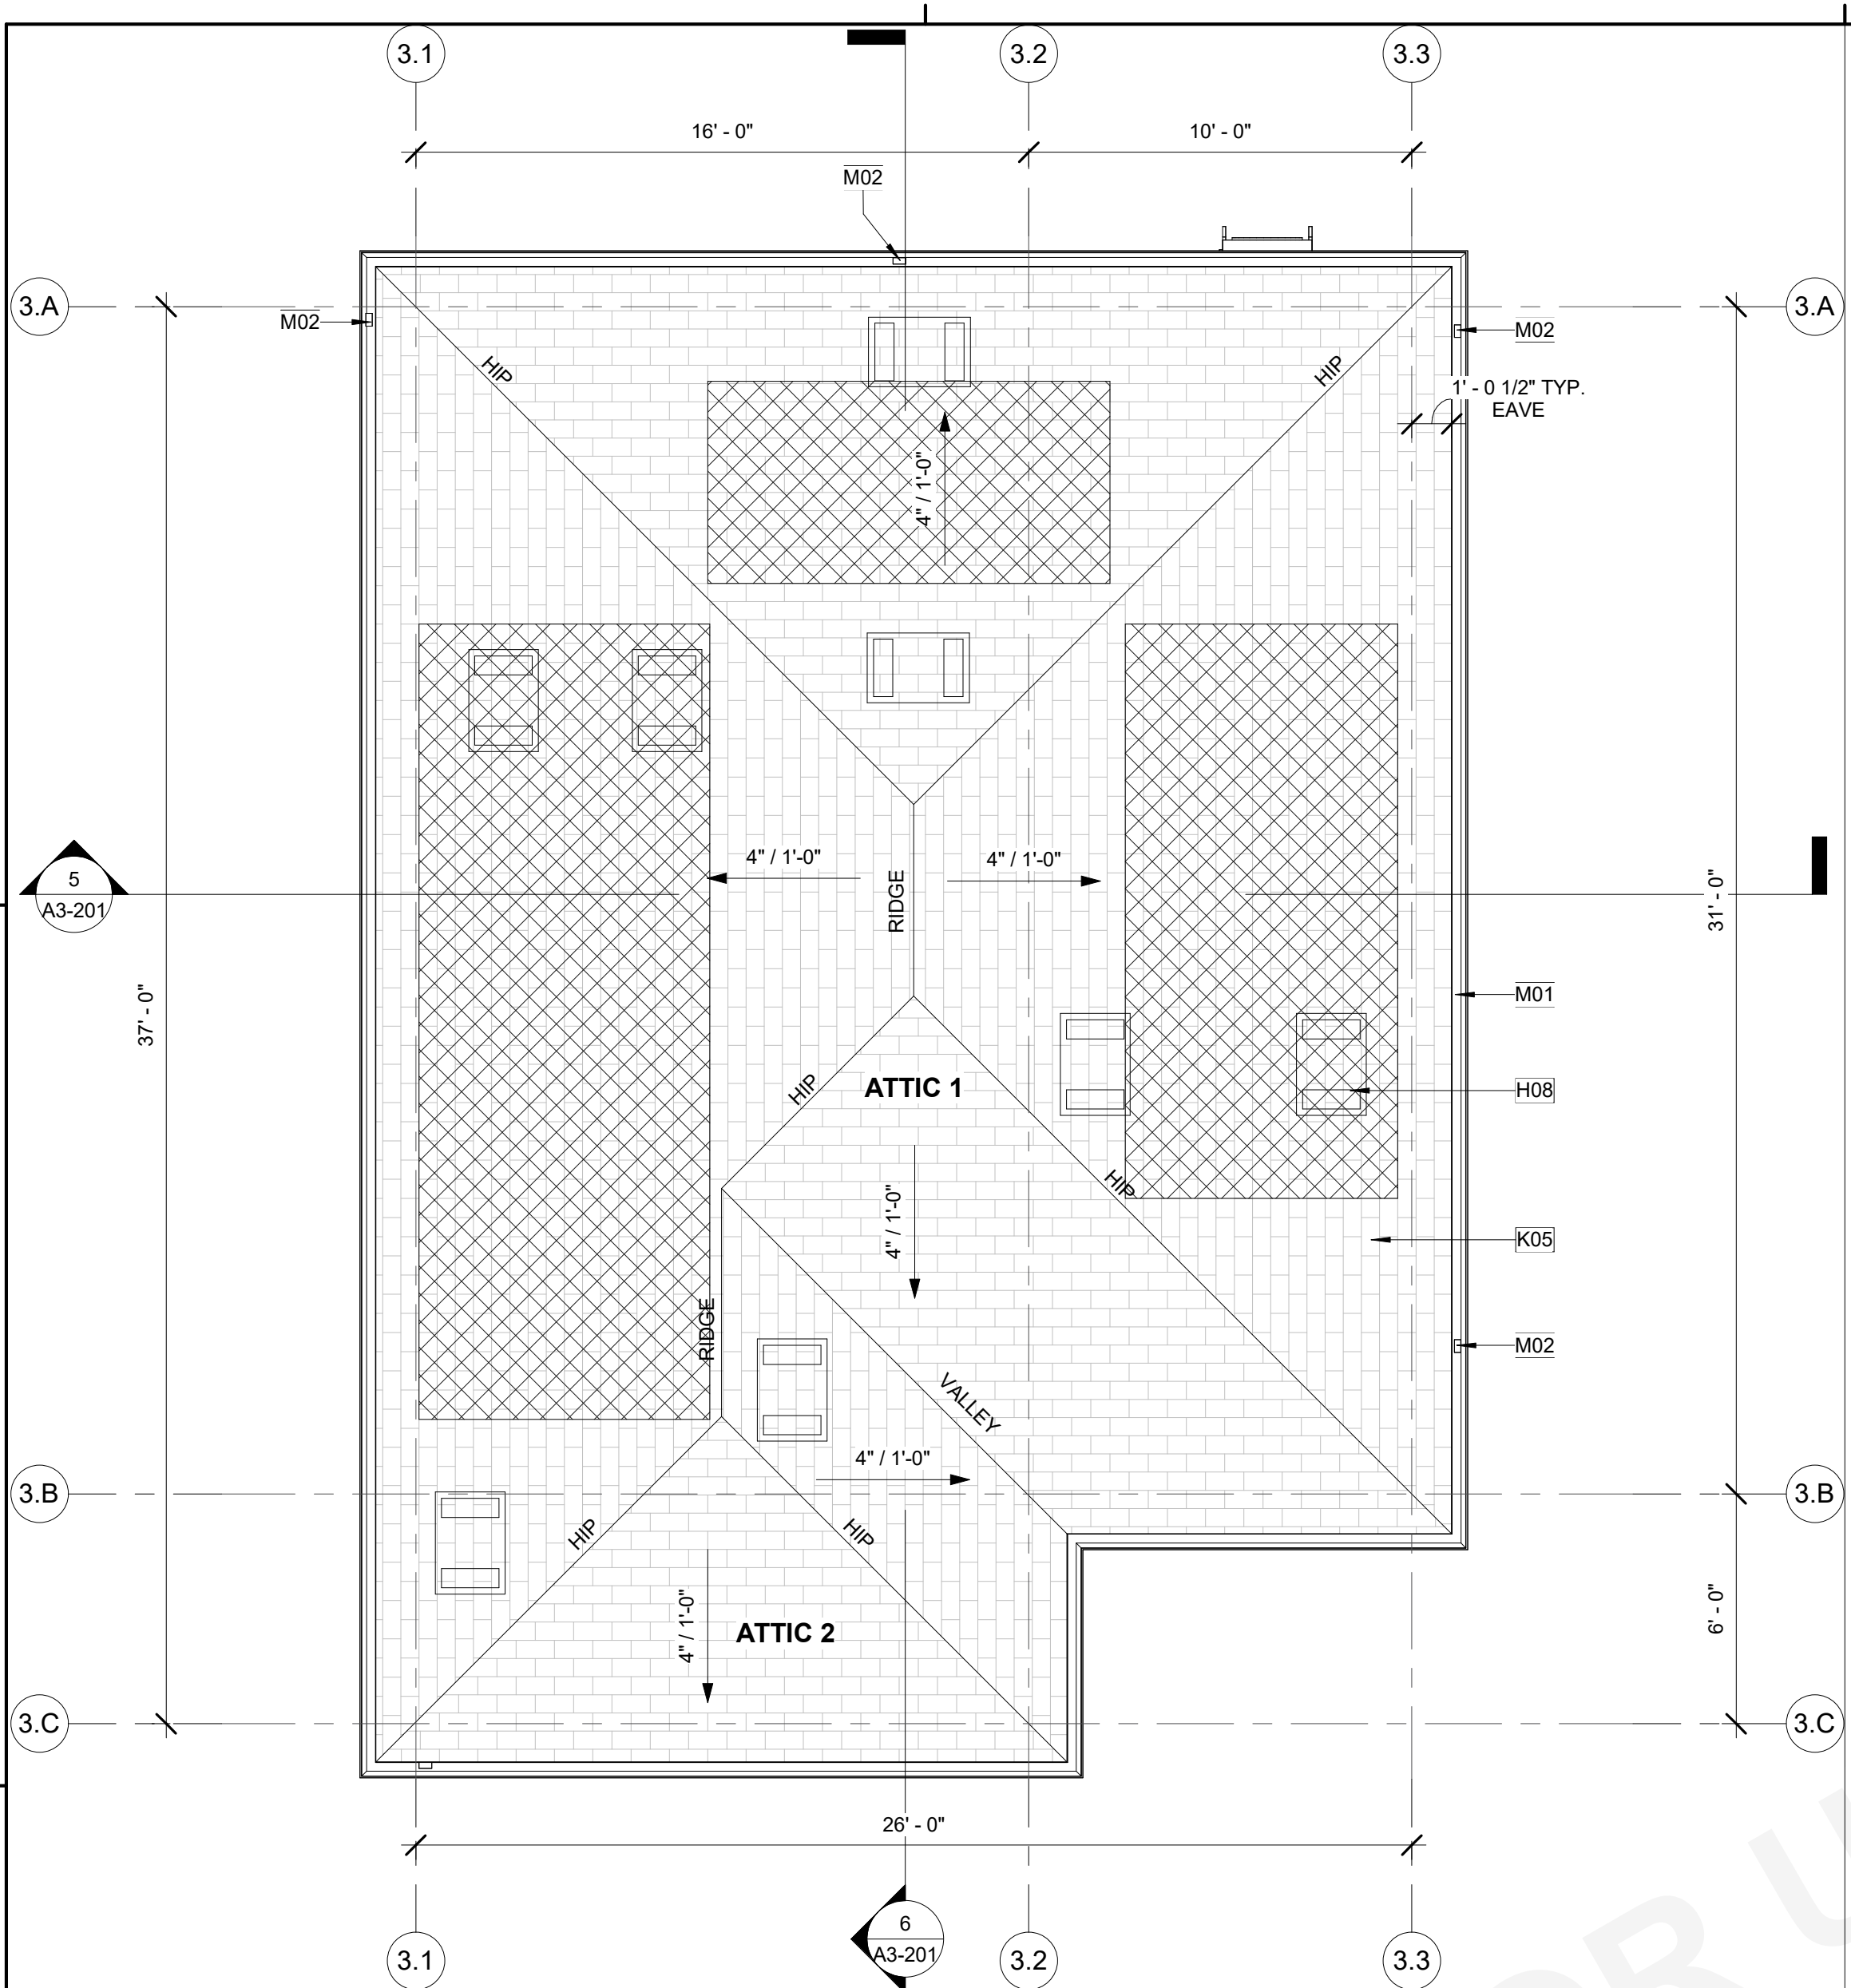 3.1
3.2
3.3
16' - 0"
10' - 0"
M02
3.A
3.A
M02
M02
HIP
HIP
1' - 0 1/2" TYP.
EAVE
4" / 1'-0"
4" / 1'-0"
4" / 1'-0"
RIDGE
5
A3-201
31' - 0"
37' - 0"
M01
HIP
ATTIC 1
H08
HIP
4" / 1'-0"
K05
RIDGE
M02
VALLEY
4" / 1'-0"
3.B
3.B
HIP
HIP
4" / 1'-0"
ATTIC 2
6' - 0"
3.C
3.C
26' - 0"
6
A3-201
3.1
3.2
3.3
OR U